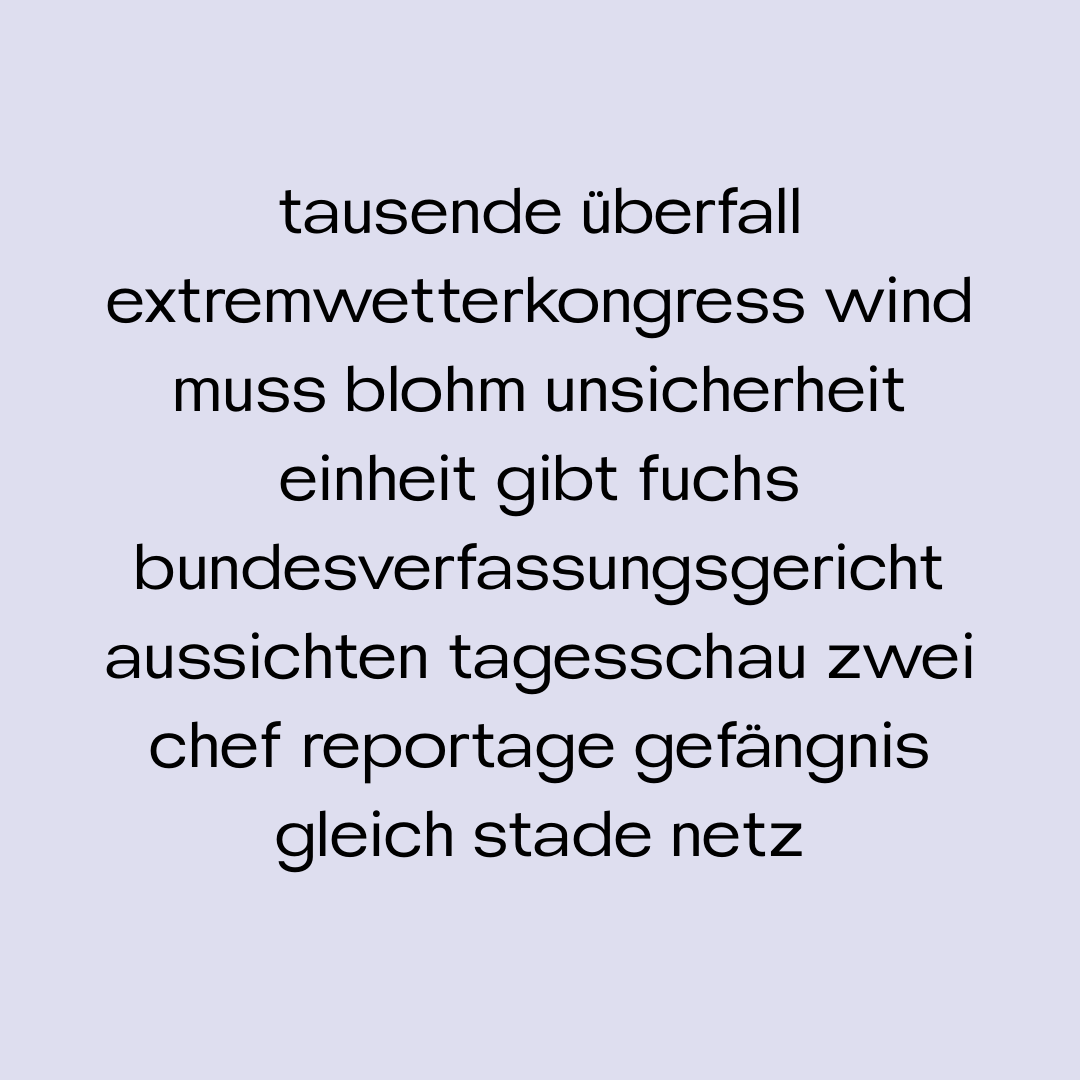 tausende überfall
extremwetterkongress wind
muss blohm unsicherheit
einheit gibt fuchs
bundesverfassungsgericht
aussichten tagesschau zwei
chef reportage gefängnis
gleich stade netz